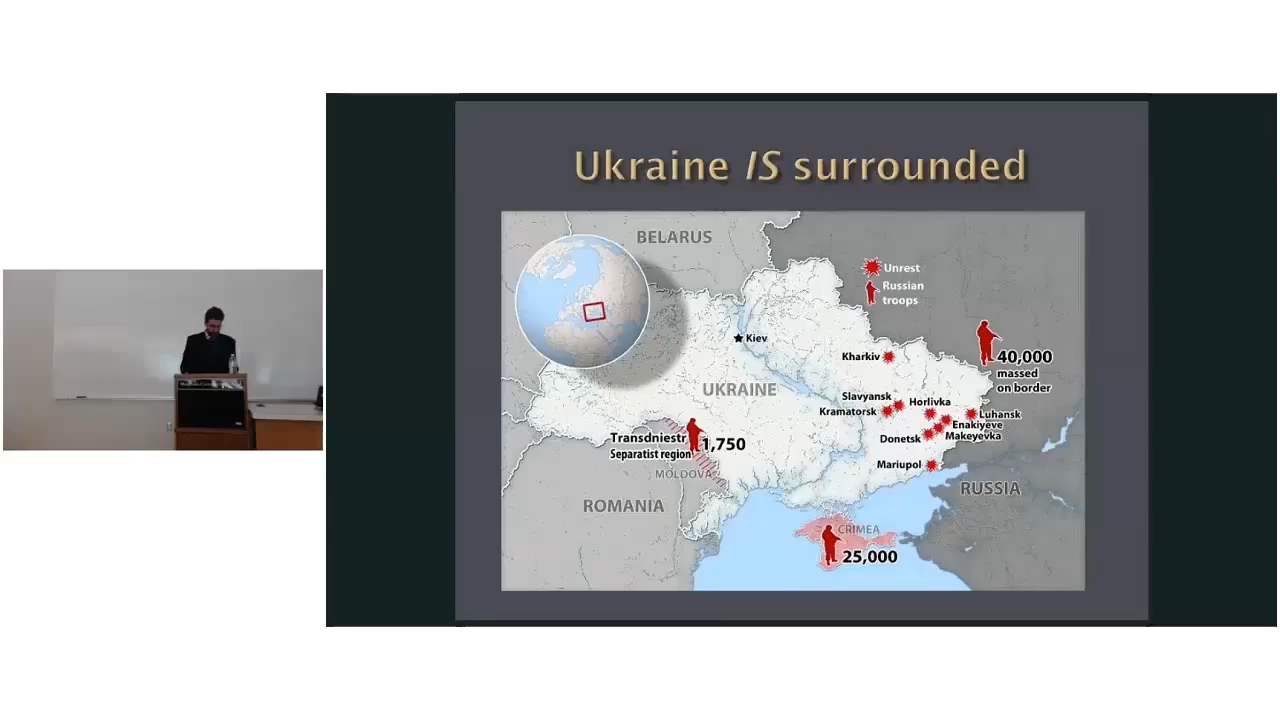 Ukraine IS surrounded
BELARUS
Unrest
Russian
troops
Kiev
Kharkiv
40,000
massed
on border
UKRAINE
Slavyansk
Horlivka
Kramatorsk
Luhansk
Enakiyeve
Donetsk
Makeyevka
Transdniestr
1,750
Separatist region
Mariupol
MOLDOVA
RUSSIA
ROMANIA
CRIMEA
25,000